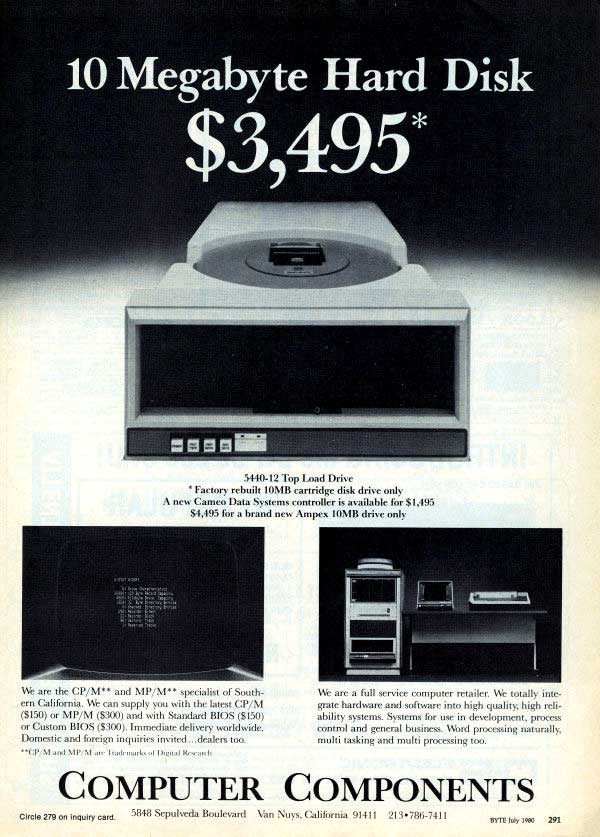 10 Megabyte Hard Disk
$3,495*
5440-12 Top Load Drive
* Factory rebuilt 10MB cartridge disk drive only
A new Cameo Data Systems controller is available for $1,495
$4,495 for a brand new Ampex 10MB drive only
We are the CP/M** and MP/M** specialist of South-
ern California. We can supply you with the latest CP/M
($150) or MP/M ($300) and with Standard BIOS ($150)
or Custom BIOS ($300). Immediate delivery worldwide.
Domestic and foreign inquiries invited...dealers too.
**CP/M and MP/M are Trademarks of Digital Research.
We are a full service computer retailer. We totally inte-
grate hardware and software into high quality, high reli-
ability systems. Systems for use in development, process
control and general business. Word processing naturally,
multi tasking and multi processing too.
COMPUTER COMPONENTS
5848 Sepulveda Boulevard Van Nuys, California 91411 213•786-7411
Circle 279 on inquiry card.
BYTE July 1980 291